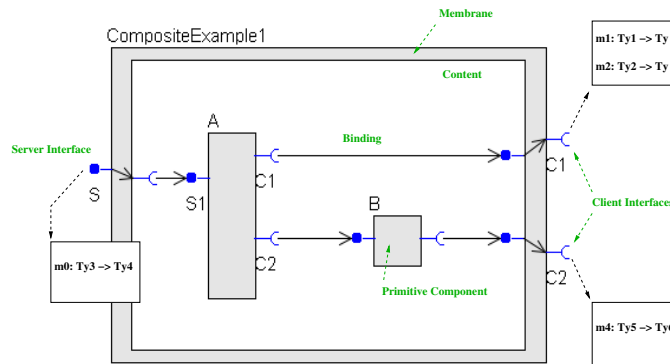 Membrane
CompositeExample1
m1: Ty1 -> Ty
m2: Ty2 -> Ty
Content
A
Server Interface
Binding
C1
C1
S
S1
B
Client Interfaces
m0: Ty3 -> Ty4
C2
C2
Primitive Component
m4: Ty5 -> Ty6